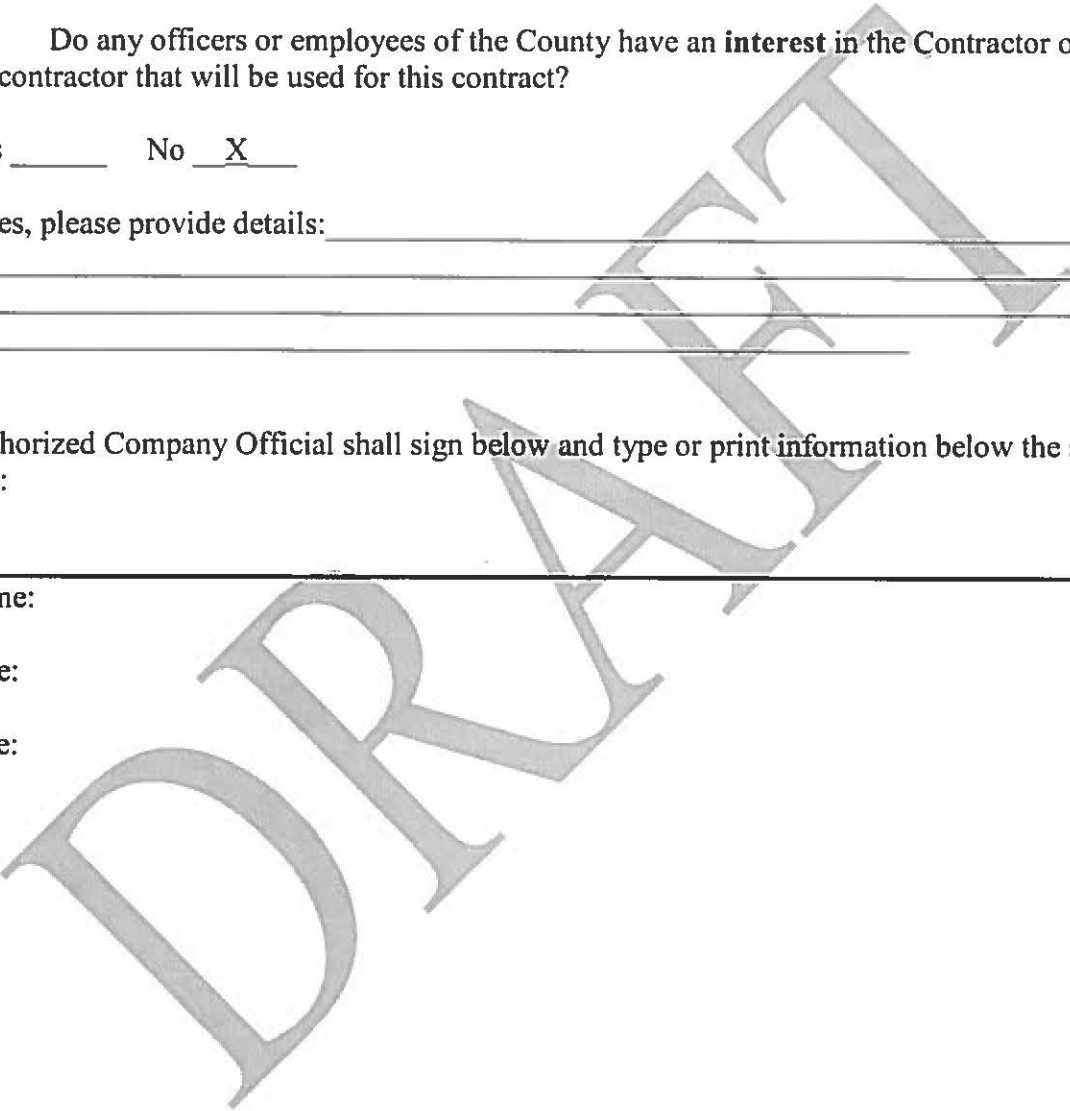 Do any officers or employees of the County have an interest in the Contractor o
contractor that will be used for this contract?
s ______ No __X___
es, please provide details:
horized Company Official shall sign below and type or print information below the s
:
me:
e:
e:
DRAFT